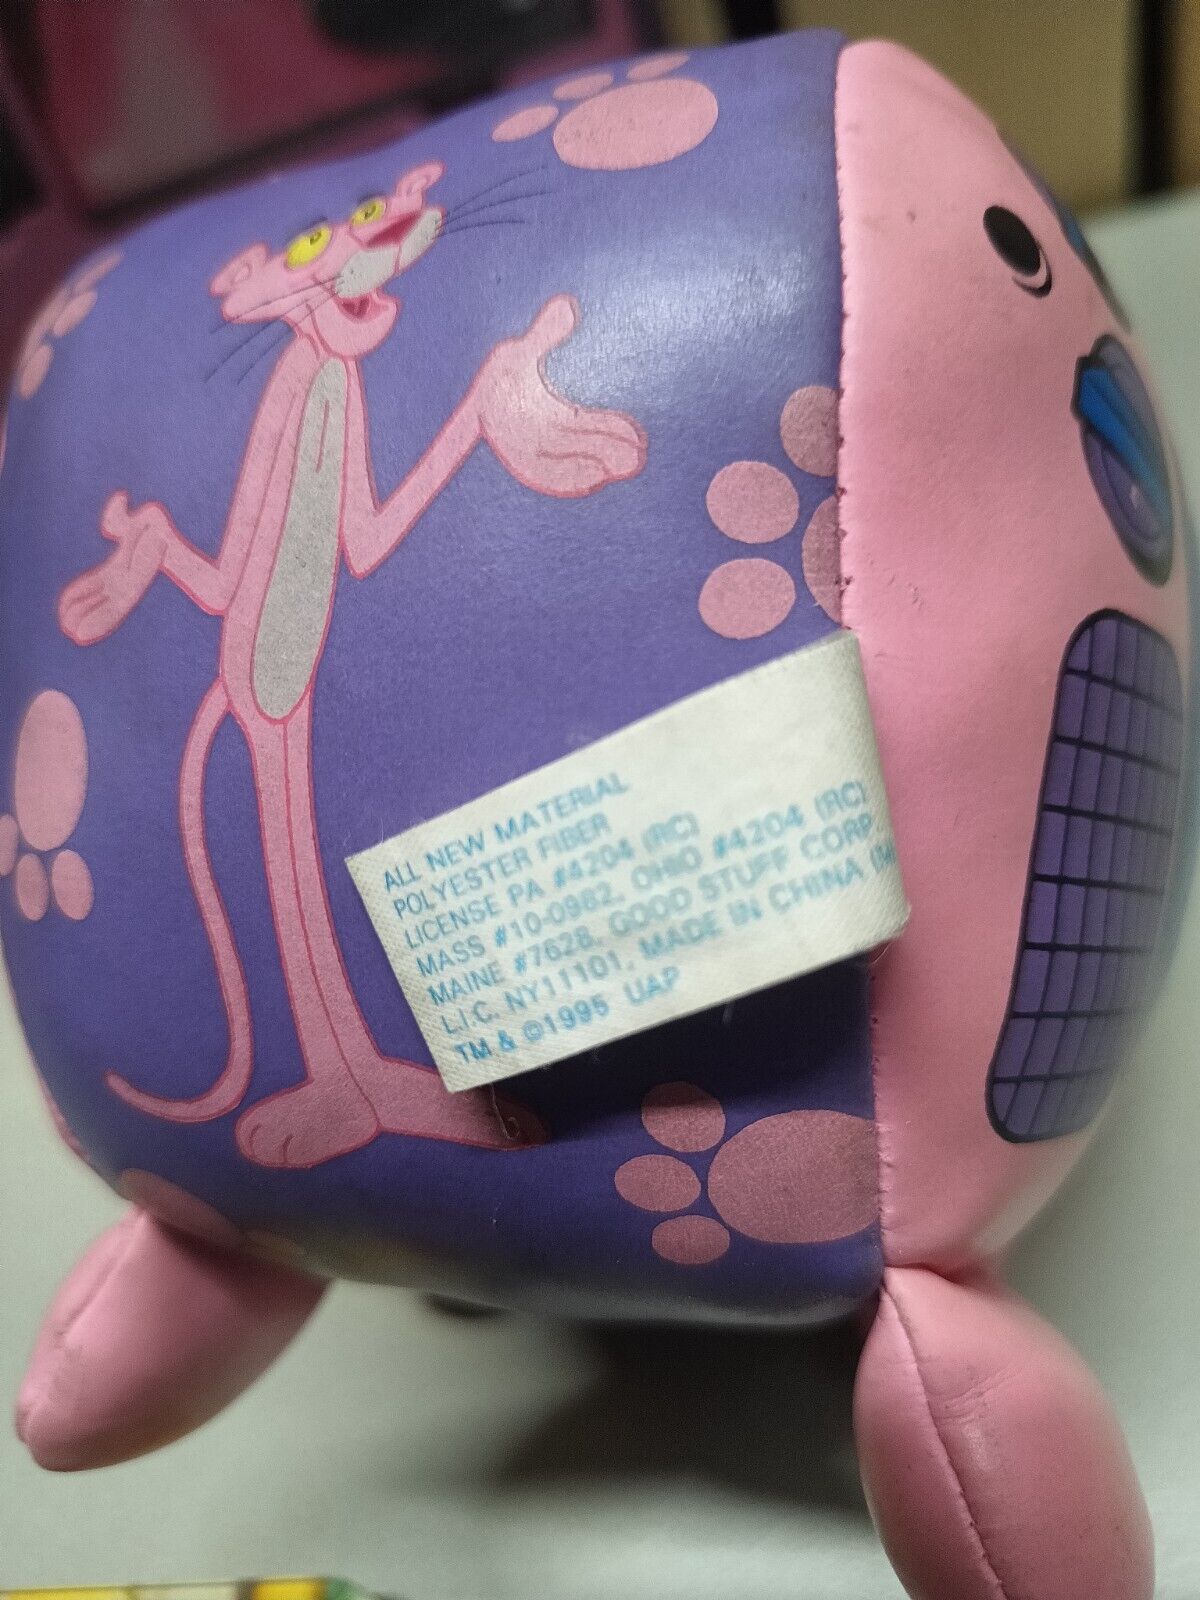 ALL NEW MATERIAL
POLYESTER FIBER
LICENSE PA #4204 (RC)
MASS #10-0982, OHIO #4204 (RC)
MAINE #7628, GOOD STUFF CORP
L.I.C. NY11101, MADE IN CHINA
TM & ©1995 UAP